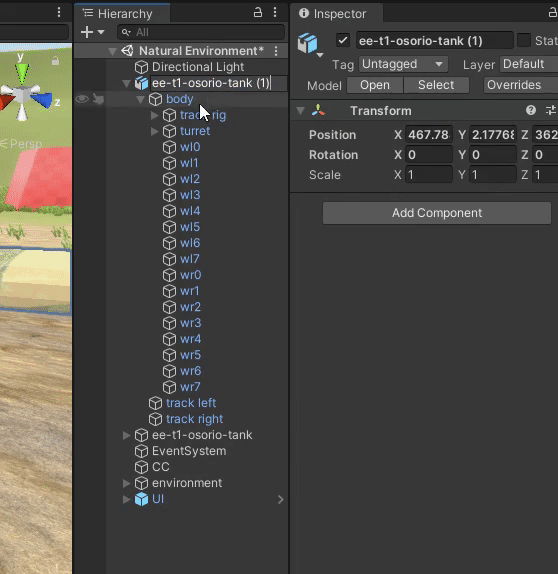 Hierarchy
All
Natural Environment*
Directional Light
ee-t1-osorio-tank (1)
body
track rig
turret
wl0
wl1
wl2
wl3
wl4
wl5
wl6
wl7
wr0
wr1
wr2
wr3
wr4
wr5
wr6
wr7
track left
track right
ee-t1-osorio-tank
EventSystem
CC
environment
UI
y
x
z
< Persp
Inspector
ee-t1-osorio-tank (1) Stat
Tag Untagged Layer Default
Model Open Select Overrides
Transform
Position X 467.78 Y 2.17768 Z 362
Rotation X 0 Y 0 Z 0
Scale X 1 Y 1 Z 1
Add Component